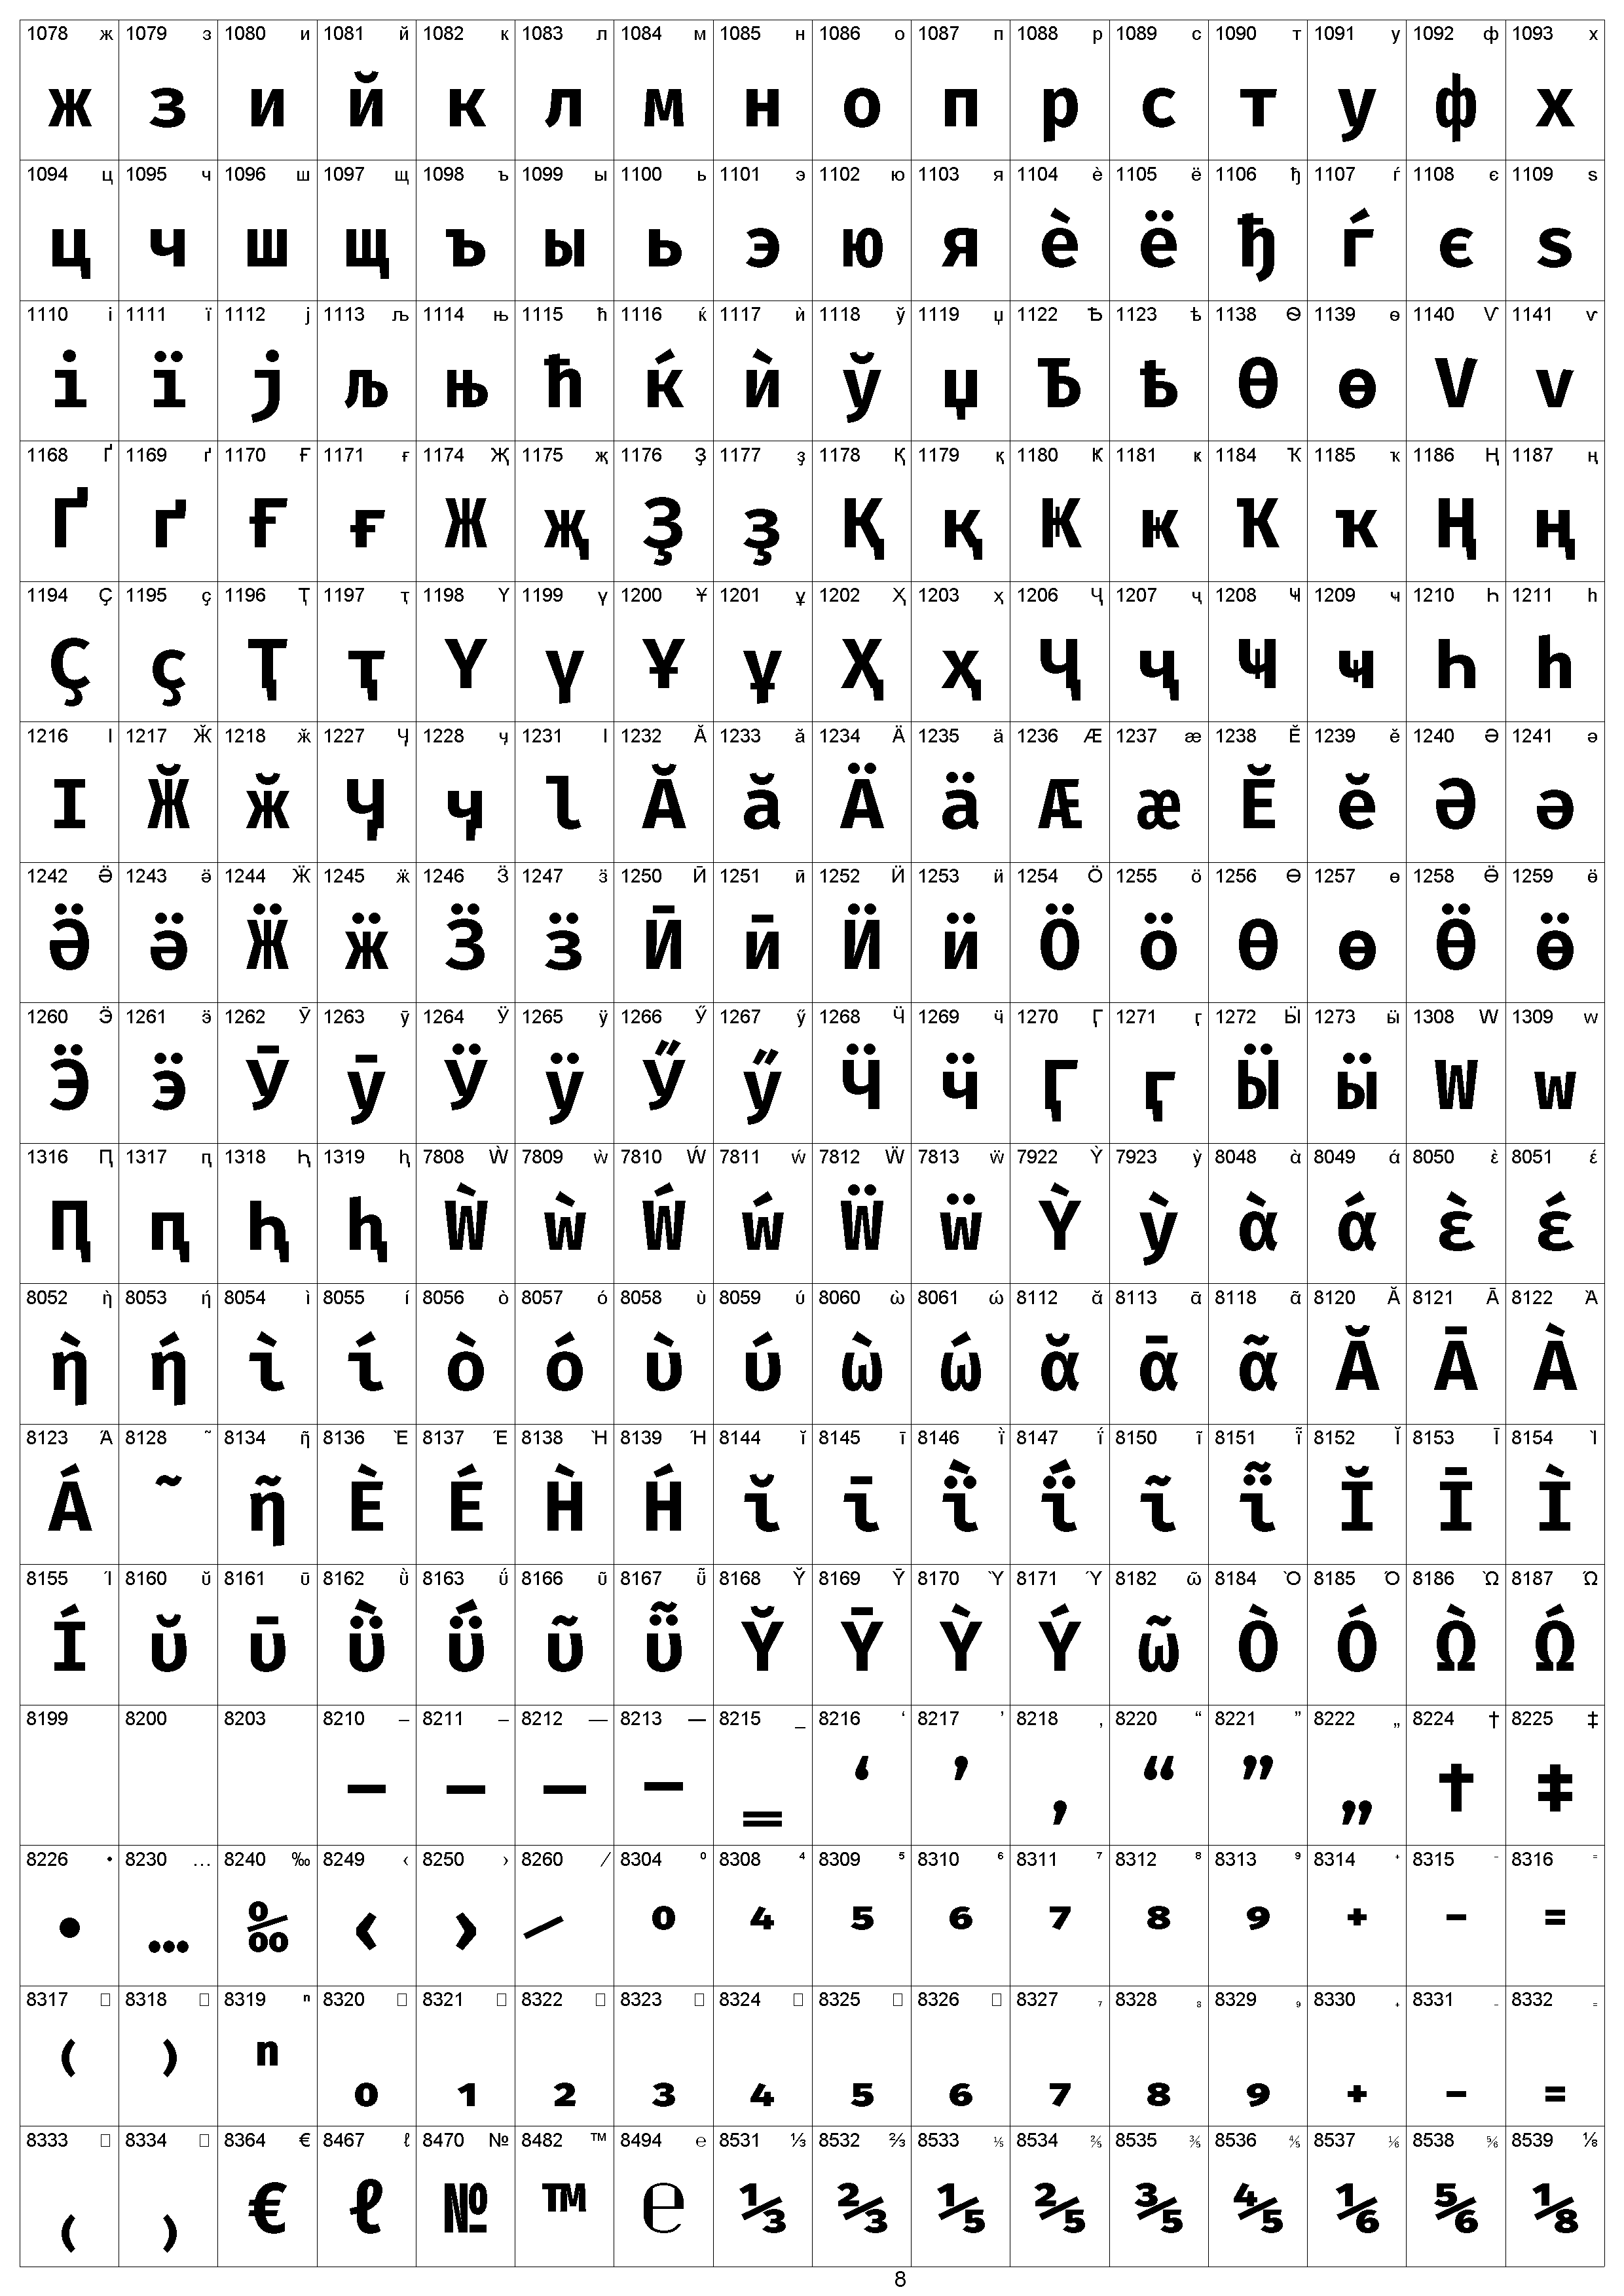 1078 ж 1079 з 1080 и 1081 й 1082 к 1083 л 1084 м 1085 н 1086 о 1087 п 1088 р 1089 с 1090 т 1091 у 1092 ф 1093 х
ж з и й к л м н о п р с т у ф х
1094 ц 1095 ч 1096 ш 1097 щ 1098 ъ 1099 ы 1100 ь 1101 э 1102 ю 1103 я 1104 ѐ 1105 ё 1106 ђ 1107 ѓ 1108 є 1109 ѕ
ц ч ш щ ъ ы ь э ю я ѐ ё ђ ѓ є ѕ
1110 і 1111 ї 1112 ј 1113 љ 1114 њ 1115 ћ 1116 ќ 1117 ѝ 1118 ў 1119 џ 1122 Ѣ 1123 ѣ 1138 Ѳ 1139 ѳ 1140 Ѵ 1141 ѵ
і ї ј љ њ ћ ќ ѝ ў џ Ѣ ѣ Ѳ ѳ Ѵ ѵ
1168 Ґ 1169 ґ 1170 Ғ 1171 ғ 1174 Җ 1175 җ 1176 Ҙ 1177 ҙ 1178 Қ 1179 қ 1180 Ҝ 1181 ҝ 1184 Ҡ 1185 ҡ 1186 Ң 1187 ң
Ґ ґ Ғ ғ Җ җ Ҙ ҙ Қ қ Ҝ ҝ Ҡ ҡ Ң ң
1194 Ҫ 1195 ҫ 1196 Ҭ 1197 ҭ 1198 Ү 1199 ү 1200 Ұ 1201 ұ 1202 Ҳ 1203 ҳ 1206 Ҷ 1207 ҷ 1208 Ҹ 1209 ҹ 1210 Һ 1211 һ
Ҫ ҫ Ҭ ҭ Ү ү Ұ ұ Ҳ ҳ Ҷ ҷ Ҹ ҹ Һ һ
1216 Ӏ 1217 Ӂ 1218 ӂ 1227 Ӌ 1228 ӌ 1231 ӏ 1232 Ӑ 1233 ӑ 1234 Ӓ 1235 ӓ 1236 Ӕ 1237 ӕ 1238 Ӗ 1239 ӗ 1240 Ә 1241 ә
Ӏ Ӂ ӂ Ӌ ӌ ӏ Ӑ ӑ Ӓ ӓ Ӕ ӕ Ӗ ӗ Ә ә
1242 Ӛ 1243 ӛ 1244 Ӝ 1245 ӝ 1246 Ӟ 1247 ӟ 1250 Ӣ 1251 ӣ 1252 Ӥ 1253 ӥ 1254 Ӧ 1255 ӧ 1256 Ө 1257 ө 1258 Ӫ 1259 ӫ
Ӛ ӛ Ӝ ӝ Ӟ ӟ Ӣ ӣ Ӥ ӥ Ӧ ӧ Ө ө Ӫ ӫ
1260 Ӭ 1261 ӭ 1262 Ӯ 1263 ӯ 1264 Ӱ 1265 ӱ 1266 Ӳ 1267 ӳ 1268 Ӵ 1269 ӵ 1270 Ӷ 1271 ӷ 1272 Ӹ 1273 ӹ 1308 Ԝ 1309 ԝ
Ӭ ӭ Ӯ ӯ Ӱ ӱ Ӳ ӳ Ӵ ӵ Ӷ ӷ Ӹ ӹ Ԝ ԝ
1316 Ԥ 1317 ԥ 1318 Ԧ 1319 ԧ 7808 Ẁ 7809 ẁ 7810 Ẃ 7811 ẃ 7812 Ẅ 7813 ẅ 7922 Ỳ 7923 ỳ 8048 ὰ 8049 ά 8050 ὲ 8051 έ
Ԥ ԥ Ԧ ԧ Ẁ ẁ Ẃ ẃ Ẅ ẅ Ỳ ỳ ὰ ά ὲ έ
8052 ὴ 8053 ή 8054 ὶ 8055 ί 8056 ὸ 8057 ό 8058 ὺ 8059 ύ 8060 ὼ 8061 ώ 8112 ᾰ 8113 ᾱ 8118 ᾶ 8120 Ᾰ 8121 Ᾱ 8122 Ὰ
ὴ ή ὶ ί ὸ ό ὺ ύ ὼ ώ ᾰ ᾱ ᾶ Ᾰ Ᾱ Ὰ
8123 Ά 8128 ῀ 8134 ῆ 8136 Ὲ 8137 Έ 8138 Ὴ 8139 Ή 8144 ῐ 8145 ῑ 8146 ῒ 8147 ΐ 8150 ῖ 8151 ῗ 8152 Ῐ 8153 Ῑ 8154 Ὶ
Ά ῀ ῆ Ὲ Έ Ὴ Ή ῐ ῑ ῒ ΐ ῖ ῗ Ῐ Ῑ Ὶ
8155 Ί 8160 ῠ 8161 ῡ 8162 ῢ 8163 ΰ 8166 ῦ 8167 ῧ 8168 Ῠ 8169 Ῡ 8170 Ὺ 8171 Ύ 8182 ῶ 8184 Ὸ 8185 Ό 8186 Ὼ 8187 Ώ
Ί ῠ ῡ ῢ ΰ ῦ ῧ Ῠ Ῡ Ὺ Ύ ῶ Ὸ Ό Ὼ Ώ
8199 8200 8203 8210 ‒ 8211 – 8212 — 8213 ― 8215 ‗ 8216 ‘ 8217 ’ 8218 ‚ 8220 “ 8221 ” 8222 „ 8224 † 8225 ‡
‒ – — ― ‗ ‘ ’ ‚ “ ” „ † ‡
8226 • 8230 … 8240 ‰ 8249 ‹ 8250 › 8260 ⁄ 8304 ⁰ 8308 ⁴ 8309 ⁵ 8310 ⁶ 8311 ⁷ 8312 ⁸ 8313 ⁹ 8314 ⁺ 8315 ⁻ 8316 ⁼
• … ‰ ‹ › ⁄ ⁰ ⁴ ⁵ ⁶ ⁷ ⁸ ⁹ ⁺ ⁻ ⁼
8317 □ 8318 □ 8319 ⁿ 8320 □ 8321 □ 8322 □ 8323 □ 8324 □ 8325 □ 8326 □ 8327 ₇ 8328 ₈ 8329 ₉ 8330 ₊ 8331 ₋ 8332 ₌
⁽ ⁾ ⁿ ₀ ₁ ₂ ₃ ₄ ₅ ₆ ₇ ₈ ₉ ₊ ₋ ₌
8333 □ 8334 □ 8364 € 8467 ℓ 8470 № 8482 ™ 8494 ℮ 8531 ⅓ 8532 ⅔ 8533 ⅕ 8534 ⅖ 8535 ⅗ 8536 ⅘ 8537 ⅙ 8538 ⅚ 8539 ⅛
₍ ₎ € ℓ № ™ ℮ ⅓ ⅔ ⅕ ⅖ ⅗ ⅘ ⅙ ⅚ ⅛
8